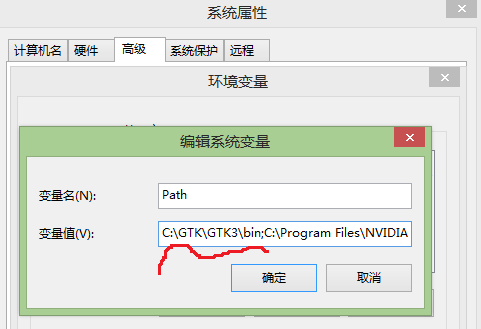 系统属性
计算机名 硬件 高级 系统保护 远程
环境变量
编辑系统变量
变量名(N): Path
变量值(V): C:\GTK\GTK3\bin;C:\Program Files\NVIDIA
确定 取消